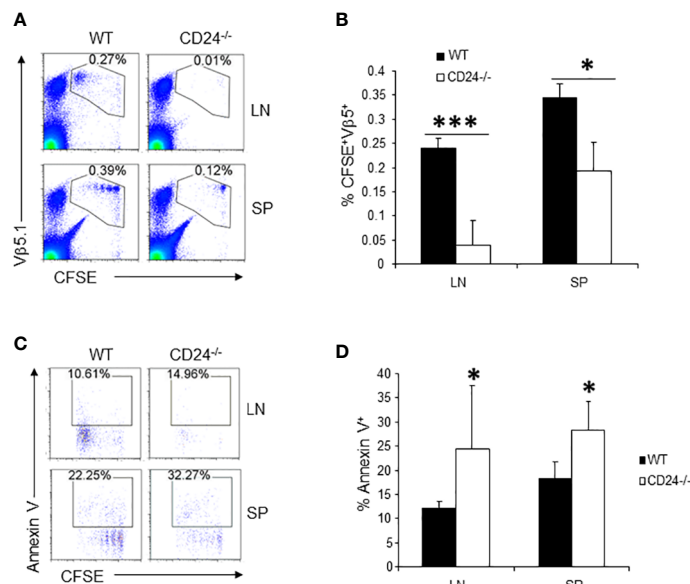 A
WT CD24-/-
0.27% 0.01%
LN
0.39% 0.12%
SP
Vβ5.1
CFSE
B
WT
CD24-/-
% CFSE+Vβ5+
0.4
0.35
0.3
0.25
0.2
0.15
0.1
0.05
0
***
*
LN SP
C
WT CD24-/-
10.61% 14.96%
LN
22.25% 32.27%
SP
Annexin V
CFSE
D
% Annexin V+
40
35
30
25
20
15
10
5
0
*
*
WT
CD24-/-
LN SP